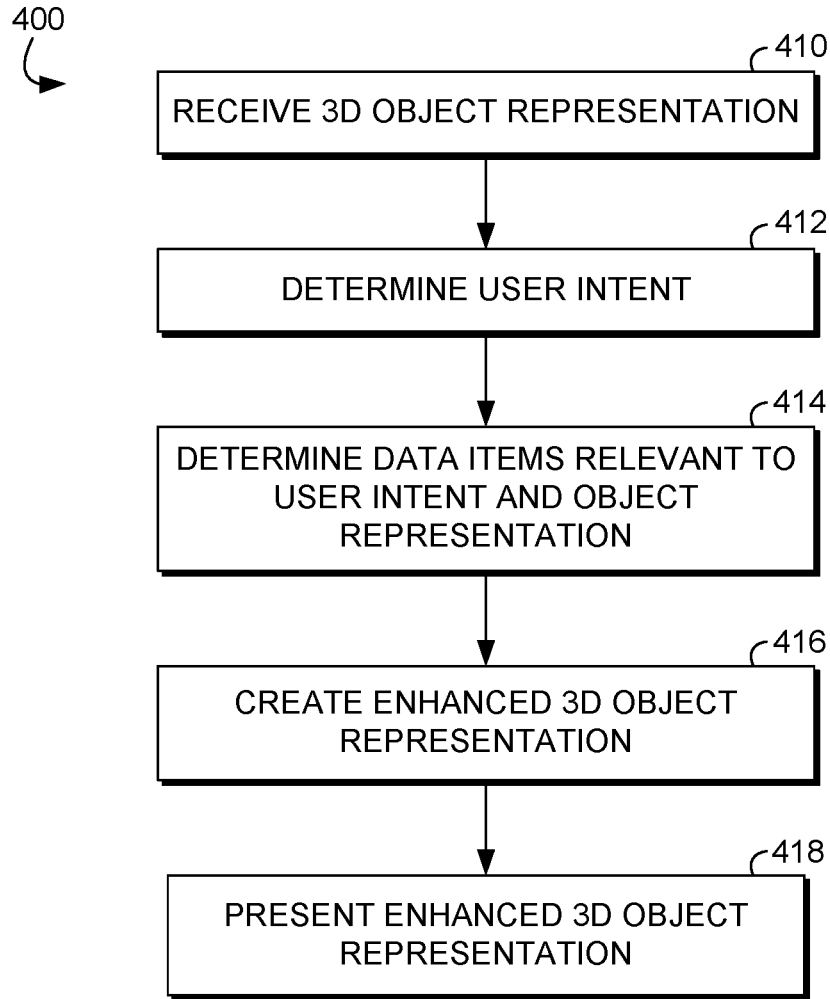 400
410
RECEIVE 3D OBJECT REPRESENTATION
412
DETERMINE USER INTENT
414
DETERMINE DATA ITEMS RELEVANT TO
USER INTENT AND OBJECT
REPRESENTATION
416
CREATE ENHANCED 3D OBJECT
REPRESENTATION
418
PRESENT ENHANCED 3D OBJECT
REPRESENTATION